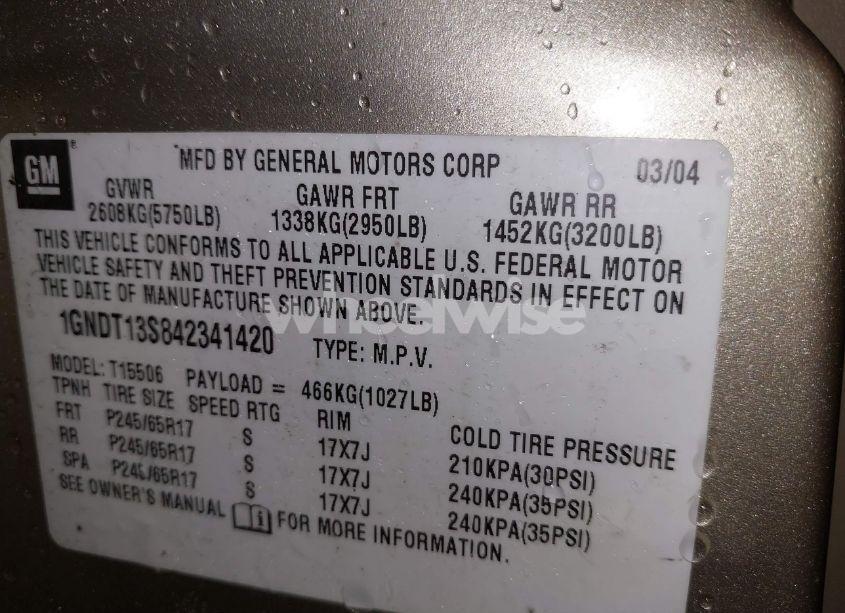 GM
MFD BY GENERAL MOTORS CORP 03/04
GVWR GAWR FRT GAWR RR
2608KG(5750LB) 1338KG(2950LB) 1452KG(3200LB)
THIS VEHICLE CONFORMS TO ALL APPLICABLE U.S. FEDERAL MOTOR
VEHICLE SAFETY AND THEFT PREVENTION STANDARDS IN EFFECT ON
THE DATE OF MANUFACTURE SHOWN ABOVE.
wheelwise
1GNDT13S842341420 TYPE: M.P.V.
MODEL: T15506 PAYLOAD = 466KG(1027LB)
TPNH TIRE SIZE SPEED RTG RIM COLD TIRE PRESSURE
FRT P245/65R17 S 17X7J 210KPA(30PSI)
RR P245/65R17 S 17X7J 240KPA(35PSI)
SPA P245/65R17 S 17X7J 240KPA(35PSI)
SEE OWNER'S MANUAL FOR MORE INFORMATION.